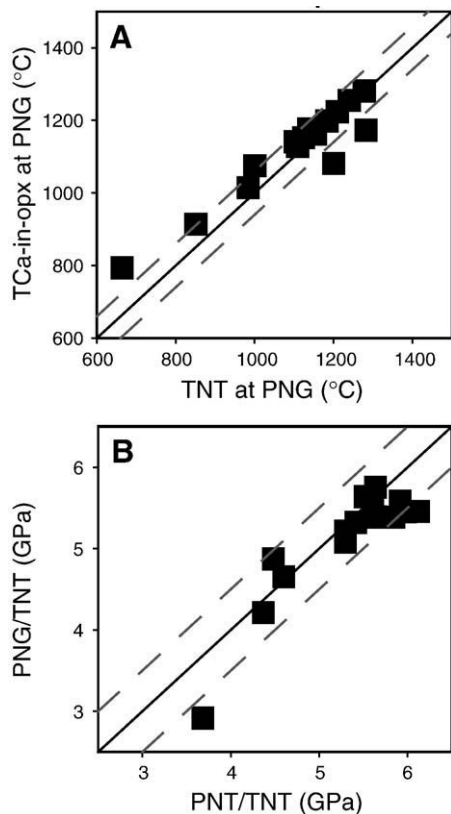 A
1400
1200
1000
800
600
TCa-in-opx at PNG (°C)
600 800 1000 1200 1400
TNT at PNG (°C)
B
6
5
4
3
PNG/TNT (GPa)
3 4 5 6
PNT/TNT (GPa)